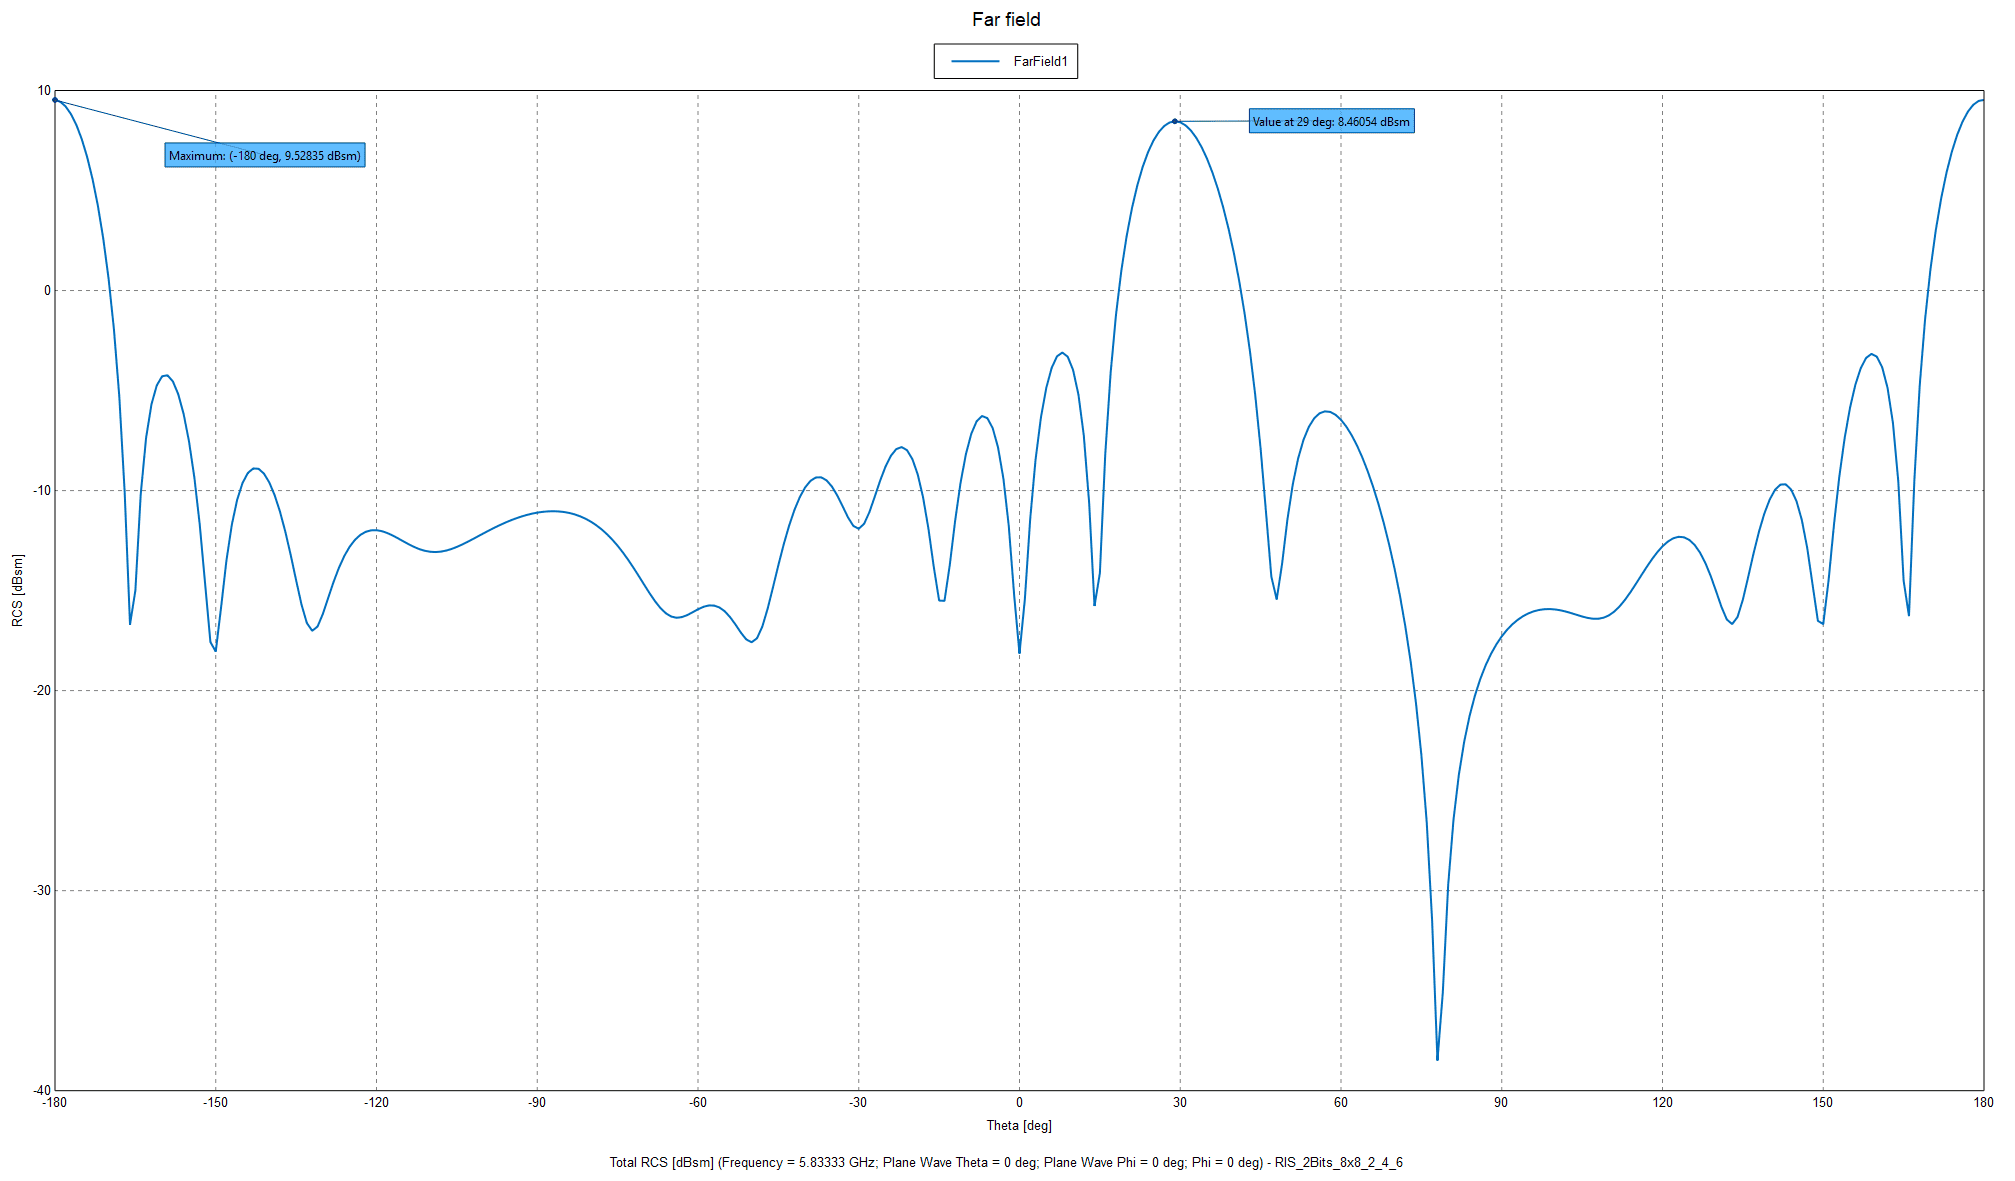 Far field
FarField1
Maximum: (-180 deg, 9.52835 dBsm)
Value at 29 deg: 8.46054 dBsm
RCS [dBsm]
10
0
-10
-20
-30
-40
-180 -150 -120 -90 -60 -30 0 30 60 90 120 150 180
Theta [deg]
Total RCS [dBsm] (Frequency = 5.83333 GHz; Plane Wave Theta = 0 deg; Plane Wave Phi = 0 deg; Phi = 0 deg) - RIS_2Bits_8x8_2_4_6